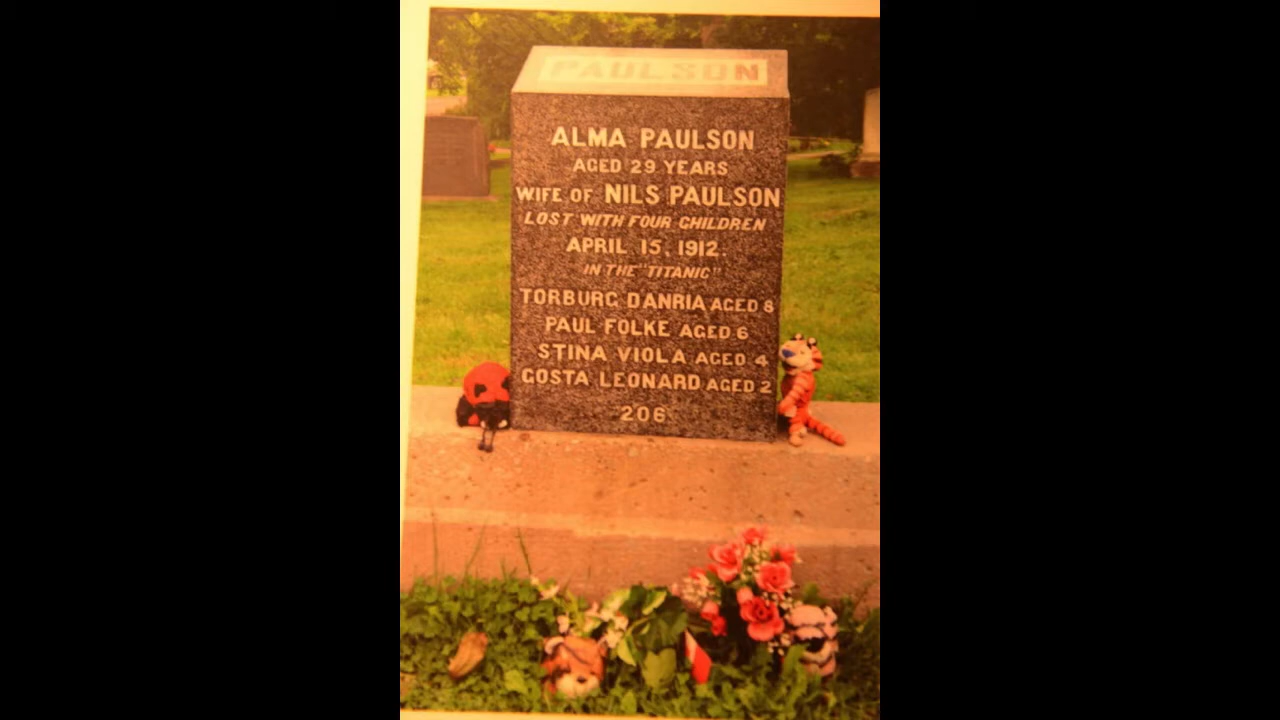 PAULSON
ALMA PAULSON
AGED 29 YEARS
WIFE OF NILS PAULSON
LOST WITH FOUR CHILDREN
APRIL 15, 1912.
IN THE "TITANIC"
TORBURG DANRIA AGED 8
PAUL FOLKE AGED 6
STINA VIOLA AGED 4
GOSTA LEONARD AGED 2
206